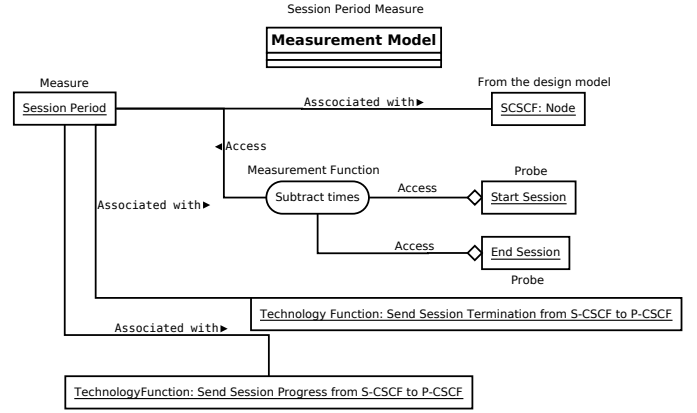 Session Period Measure
Measurement Model
Measure
Session Period
Asscociated with►
From the design model
SCSCF: Node
◄Access
Measurement Function
Subtract times
Access
Probe
Start Session
Associated with►
Access
End Session
Probe
Technology Function: Send Session Termination from S-CSCF to P-CSCF
Associated with►
TechnologyFunction: Send Session Progress from S-CSCF to P-CSCF